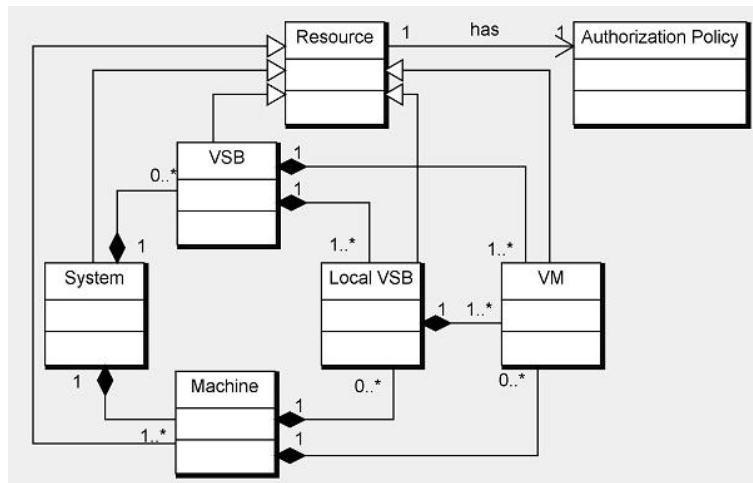 Resource
1
has
1
Authorization Policy
VSB
1
0..*
1
1
1..*
1..*
System
Local VSB
VM
1
1..*
1
Machine
1
0..*
0..*
1..*
1